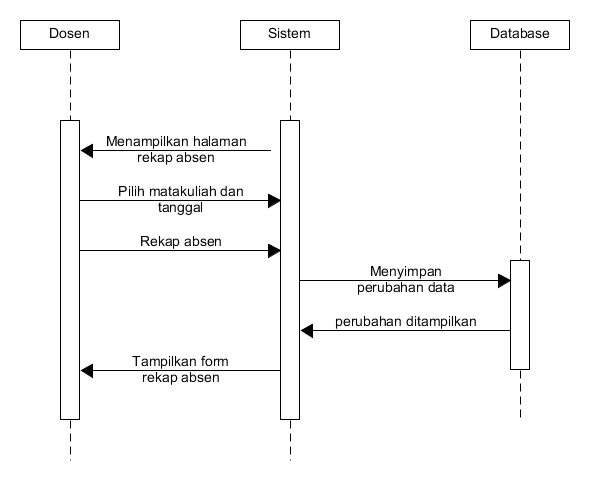 Dosen
Sistem
Database
Menampilkan halaman
rekap absen
Pilih matakuliah dan
tanggal
Rekap absen
Menyimpan
perubahan data
perubahan ditampilkan
Tampilkan form
rekap absen